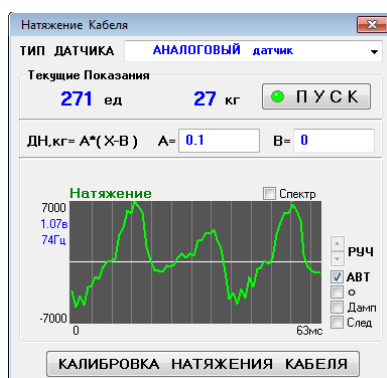 Натяжение Кабеля
ТИП ДАТЧИКА АНАЛОГОВЫЙ датчик
Текущие Показания
271 ед 27 кг ПУСК
ДН,кг= А*(Х-В) А= 0.1 В= 0
Натяжение Спектр
7000
1.07в
74Гц
РУЧ
АВТ
о
Дамп
-7000 След
0 63мс
КАЛИБРОВКА НАТЯЖЕНИЯ КАБЕЛЯ